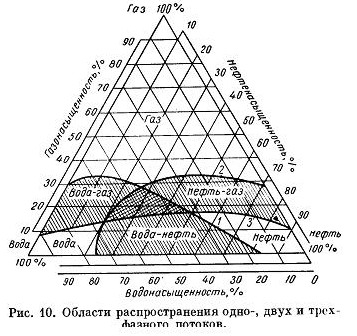 Газ 100%
90 10
80 20
70 30
60 40
50 50
40 60
30 70
20 80
10 90
Газонасыщенность,%
Нефтенасыщенность,%
Газ
Вода-газ
Нефть-газ
2
1
3
Вода
Вода-нефть
Нефть
Вода
100%
нефть
100%
90 80 70 60 50 40 30 20 10
Водонасыщенность,%
Рис. 10. Области распространения одно-, двух и трех-
фазного потоков.